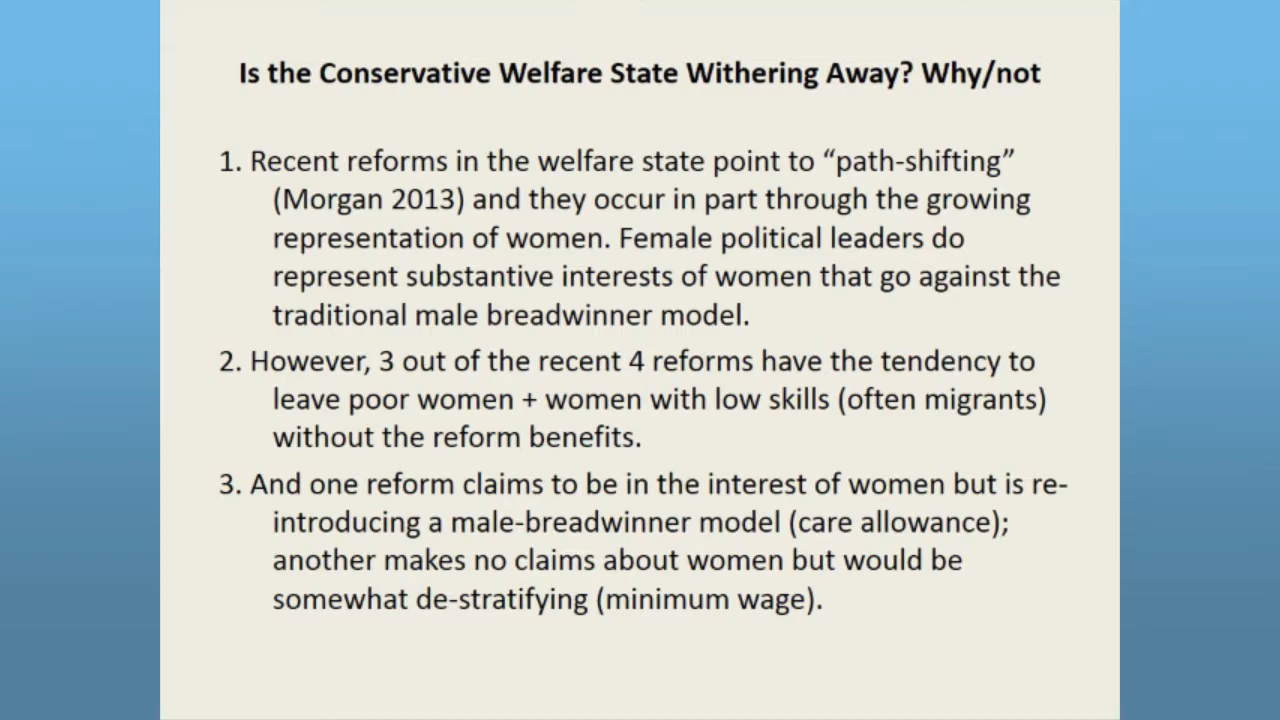 Is the Conservative Welfare State Withering Away? Why/not
1. Recent reforms in the welfare state point to “path-shifting”
(Morgan 2013) and they occur in part through the growing
representation of women. Female political leaders do
represent substantive interests of women that go against the
traditional male breadwinner model.
2. However, 3 out of the recent 4 reforms have the tendency to
leave poor women + women with low skills (often migrants)
without the reform benefits.
3. And one reform claims to be in the interest of women but is re-
introducing a male-breadwinner model (care allowance);
another makes no claims about women but would be
somewhat de-stratifying (minimum wage).